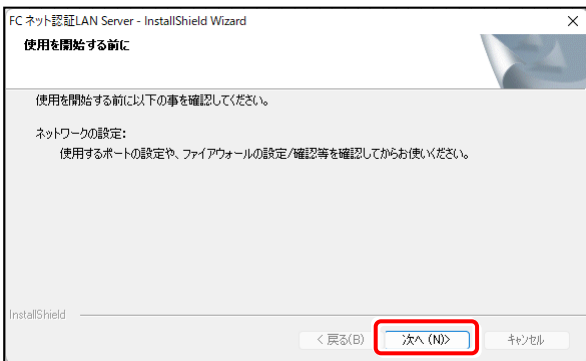 FC ネット認証LAN Server - InstallShield Wizard
使用を開始する前に
使用を開始する前に以下の事を確認してください。
ネットワークの設定:
使用するポートの設定や、ファイアウォールの設定/確認等を確認してからお使いください。
InstallShield
< 戻る(B)
次へ (N)>
キャンセル